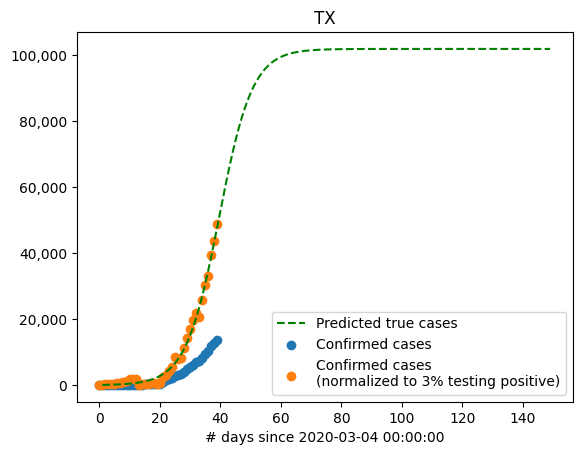 TX
100,000
80,000
60,000
40,000
20,000
0
Predicted true cases
Confirmed cases
Confirmed cases
(normalized to 3% testing positive)
0 20 40 60 80 100 120 140
# days since 2020-03-04 00:00:00